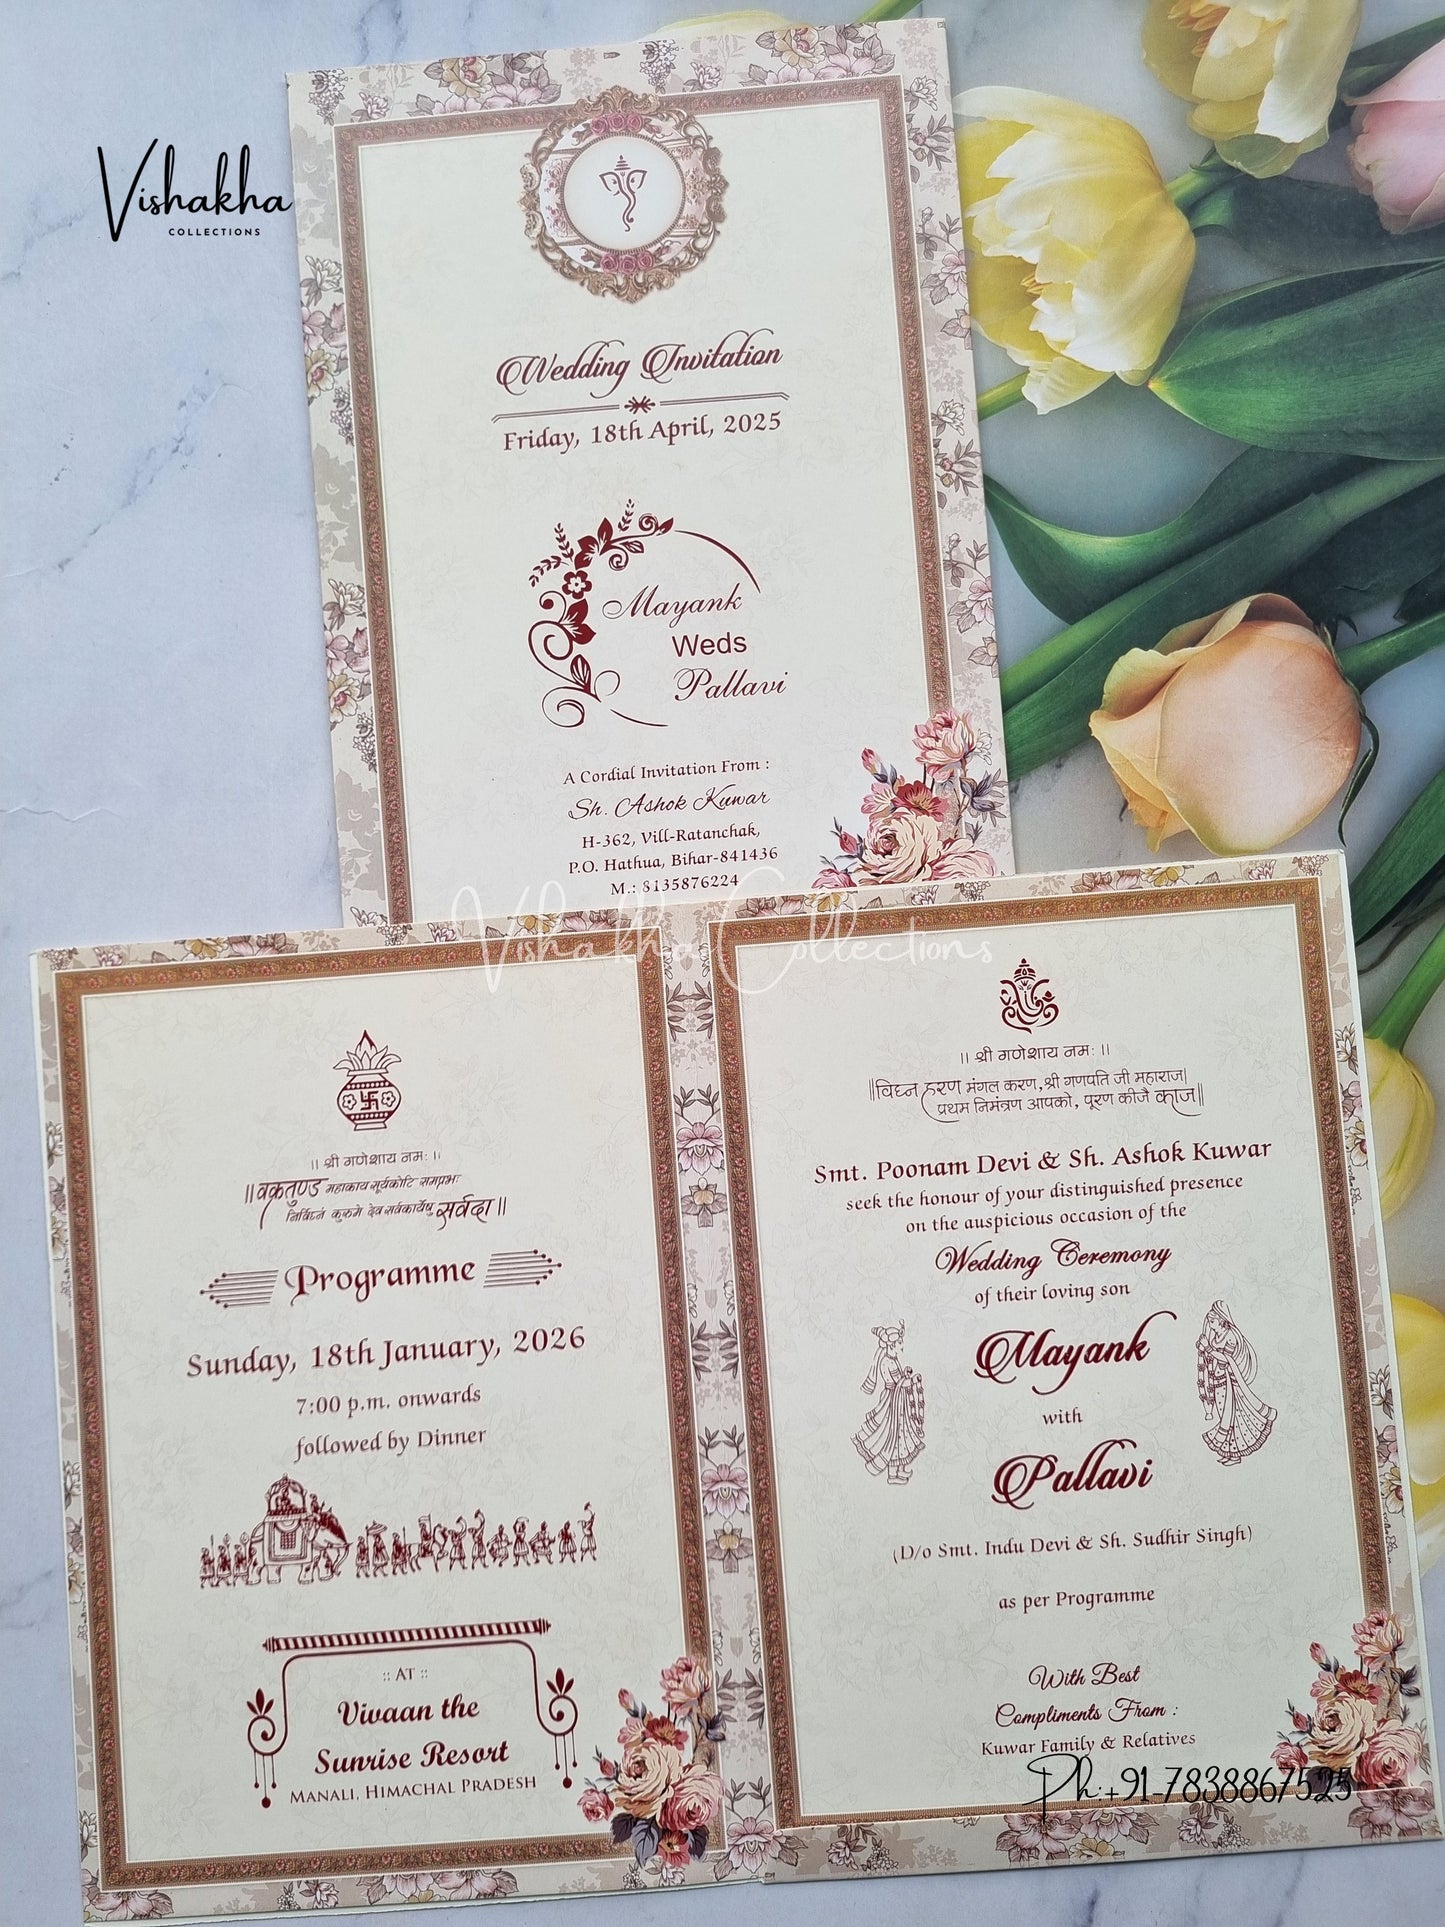 Vishakha
COLLECTIONS
Wedding Invitation
Friday, 18th April, 2025
Mayank
Weds
Pallavi
A Cordial Invitation From :
Sh. Ashok Kuwar
H-362, Vill-Ratanchak,
P.O. Hathua, Bihar-841436
M.: 8135876224
Vishakha Collections
|| श्री गणेशाय नमः ||
||वक्रतुण्ड महाकाय सूर्यकोटि समप्रभः
निर्विघ्नं कुरुमे देव सर्वकार्येषु सर्वदा ||
Programme
Sunday, 18th January, 2026
7:00 p.m. onwards
followed by Dinner
:: AT ::
Vivaan the
Sunrise Resort
MANALI, HIMACHAL PRADESH
|| श्री गणेशाय नमः ||
||विघ्न हरण मंगल करण,श्री गणपति जी महाराज|
प्रथम निमंत्रण आपको, पूरण कीजै काज||
Smt. Poonam Devi & Sh. Ashok Kuwar
seek the honour of your distinguished presence
on the auspicious occasion of the
Wedding Ceremony
of their loving son
Mayank
with
Pallavi
(D/o Smt. Indu Devi & Sh. Sudhir Singh)
as per Programme
With Best
Compliments From :
Kuwar Family & Relatives
Ph:+91-7838867525